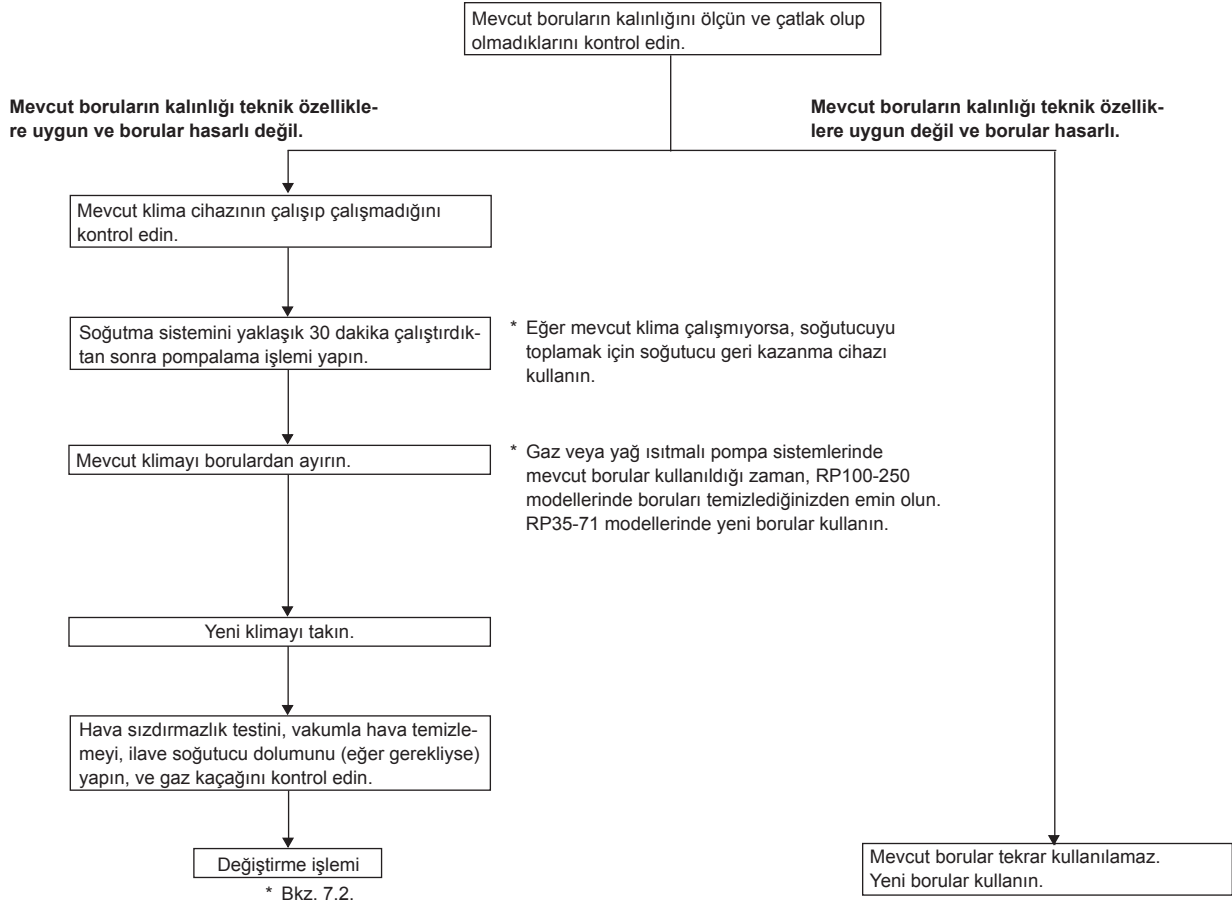 Mevcut boruların kalınlığını ölçün ve çatlak olup
olmadıklarını kontrol edin.
Mevcut boruların kalınlığı teknik özellikle-
re uygun ve borular hasarlı değil.
Mevcut boruların kalınlığı teknik özellik-
lere uygun değil ve borular hasarlı.
Mevcut klima cihazının çalışıp çalışmadığını
kontrol edin.
Soğutma sistemini yaklaşık 30 dakika çalıştırdık-
tan sonra pompalama işlemi yapın.
* Eğer mevcut klima çalışmıyorsa, soğutucuyu
toplamak için soğutucu geri kazanma cihazı
kullanın.
Mevcut klimayı borulardan ayırın.
* Gaz veya yağ ısıtmalı pompa sistemlerinde
mevcut borular kullanıldığı zaman, RP100-250
modellerinde boruları temizlediğinizden emin olun.
RP35-71 modellerinde yeni borular kullanın.
Yeni klimayı takın.
Hava sızdırmazlık testini, vakumla hava temizle-
meyi, ilave soğutucu dolumunu (eğer gerekliyse)
yapın, ve gaz kaçağını kontrol edin.
Değiştirme işlemi
* Bkz. 7.2.
Mevcut borular tekrar kullanılamaz.
Yeni borular kullanın.